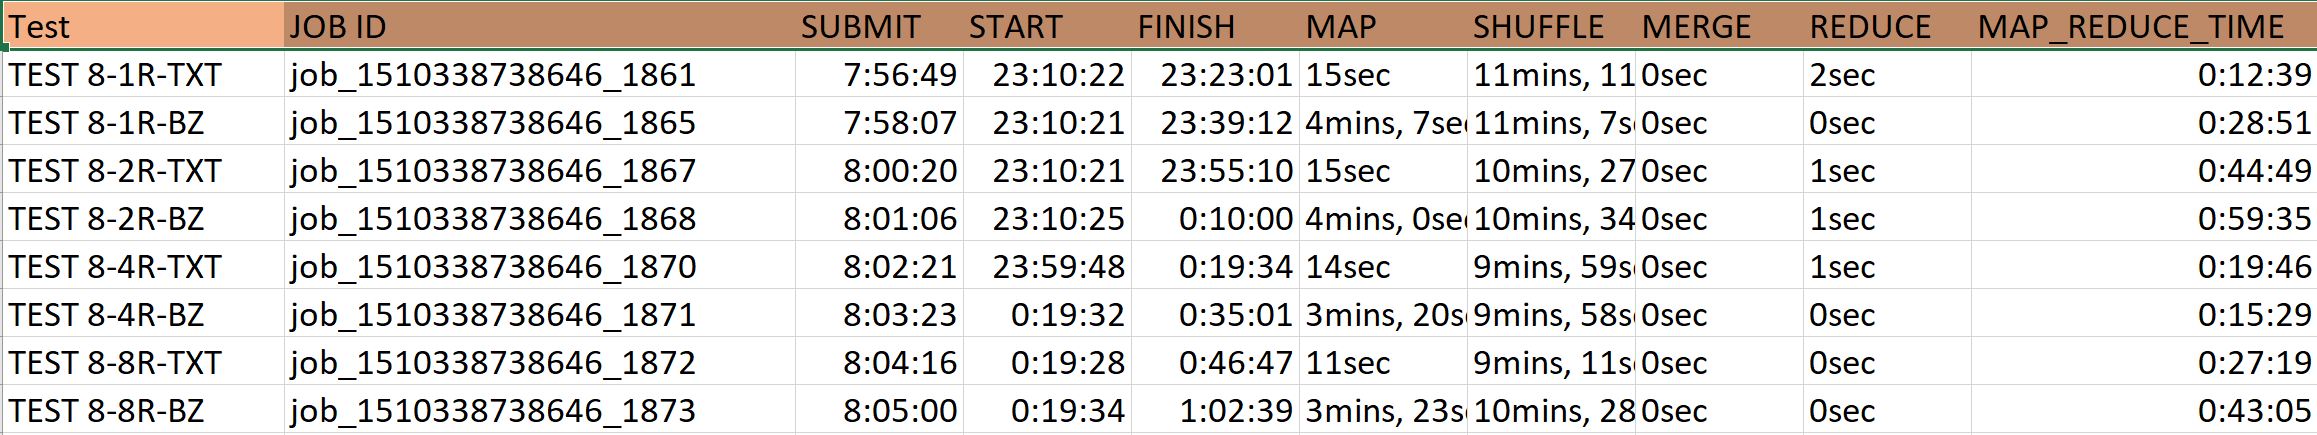 Test JOB ID SUBMIT START FINISH MAP SHUFFLE MERGE REDUCE MAP_REDUCE_TIME
TEST 8-1R-TXT job_1510338738646_1861 7:56:49 23:10:22 23:23:01 15sec 11mins, 11 0sec 2sec 0:12:39
TEST 8-1R-BZ job_1510338738646_1865 7:58:07 23:10:21 23:39:12 4mins, 7sec 11mins, 7s 0sec 0sec 0:28:51
TEST 8-2R-TXT job_1510338738646_1867 8:00:20 23:10:21 23:55:10 15sec 10mins, 27 0sec 1sec 0:44:49
TEST 8-2R-BZ job_1510338738646_1868 8:01:06 23:10:25 0:10:00 4mins, 0sec 10mins, 34 0sec 1sec 0:59:35
TEST 8-4R-TXT job_1510338738646_1870 8:02:21 23:59:48 0:19:34 14sec 9mins, 59s 0sec 1sec 0:19:46
TEST 8-4R-BZ job_1510338738646_1871 8:03:23 0:19:32 0:35:01 3mins, 20s 9mins, 58s 0sec 0sec 0:15:29
TEST 8-8R-TXT job_1510338738646_1872 8:04:16 0:19:28 0:46:47 11sec 9mins, 11s 0sec 0sec 0:27:19
TEST 8-8R-BZ job_1510338738646_1873 8:05:00 0:19:34 1:02:39 3mins, 23s 10mins, 28 0sec 0sec 0:43:05